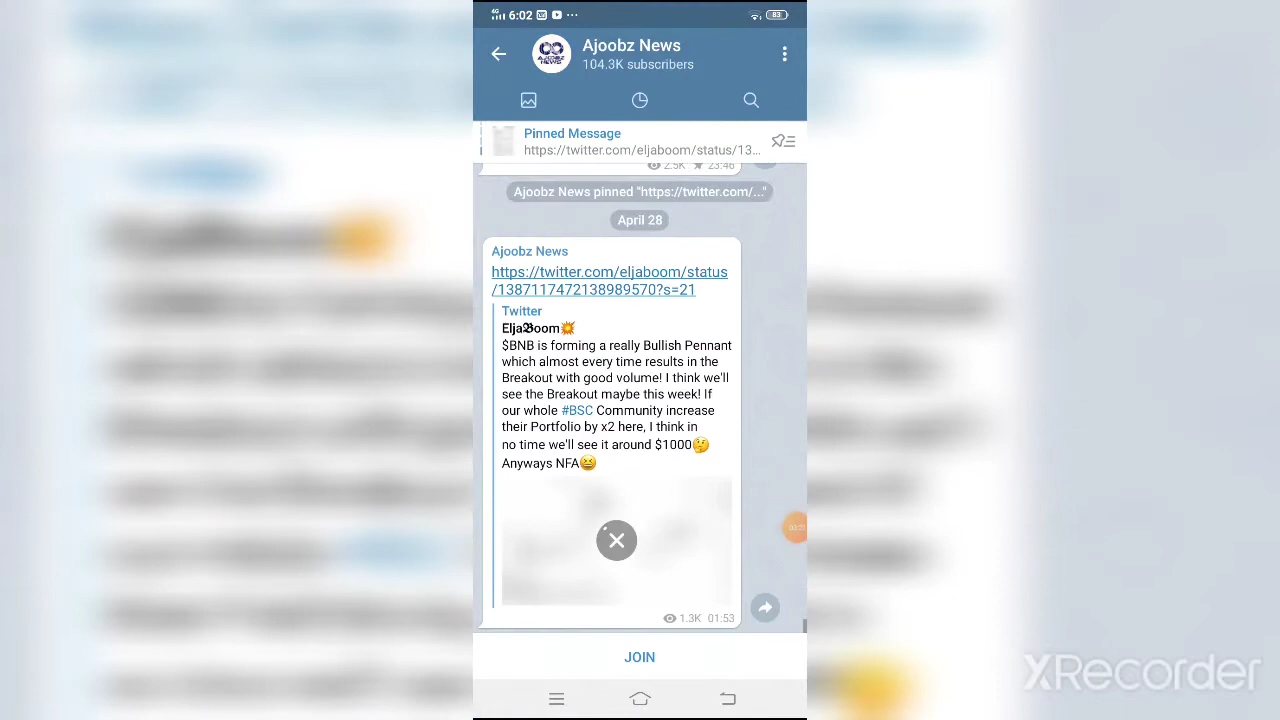 4G 6:02 ... 83
Ajoobz News
104.3K subscribers
Pinned Message
https://twitter.com/eljaboom/status/13...
2.5K 23:46
Ajoobz News pinned "https://twitter.com/..."
April 28
Ajoobz News
https://twitter.com/eljaboom/status
/1387117472138989570?s=21
Twitter
Elja𝕭oom💥
$BNB is forming a really Bullish Pennant
which almost every time results in the
Breakout with good volume! I think we'll
see the Breakout maybe this week! If
our whole #BSC Community increase
their Portfolio by x2 here, I think in
no time we'll see it around $1000🤔
Anyways NFA😆
1.3K 01:53
JOIN
XRecorder